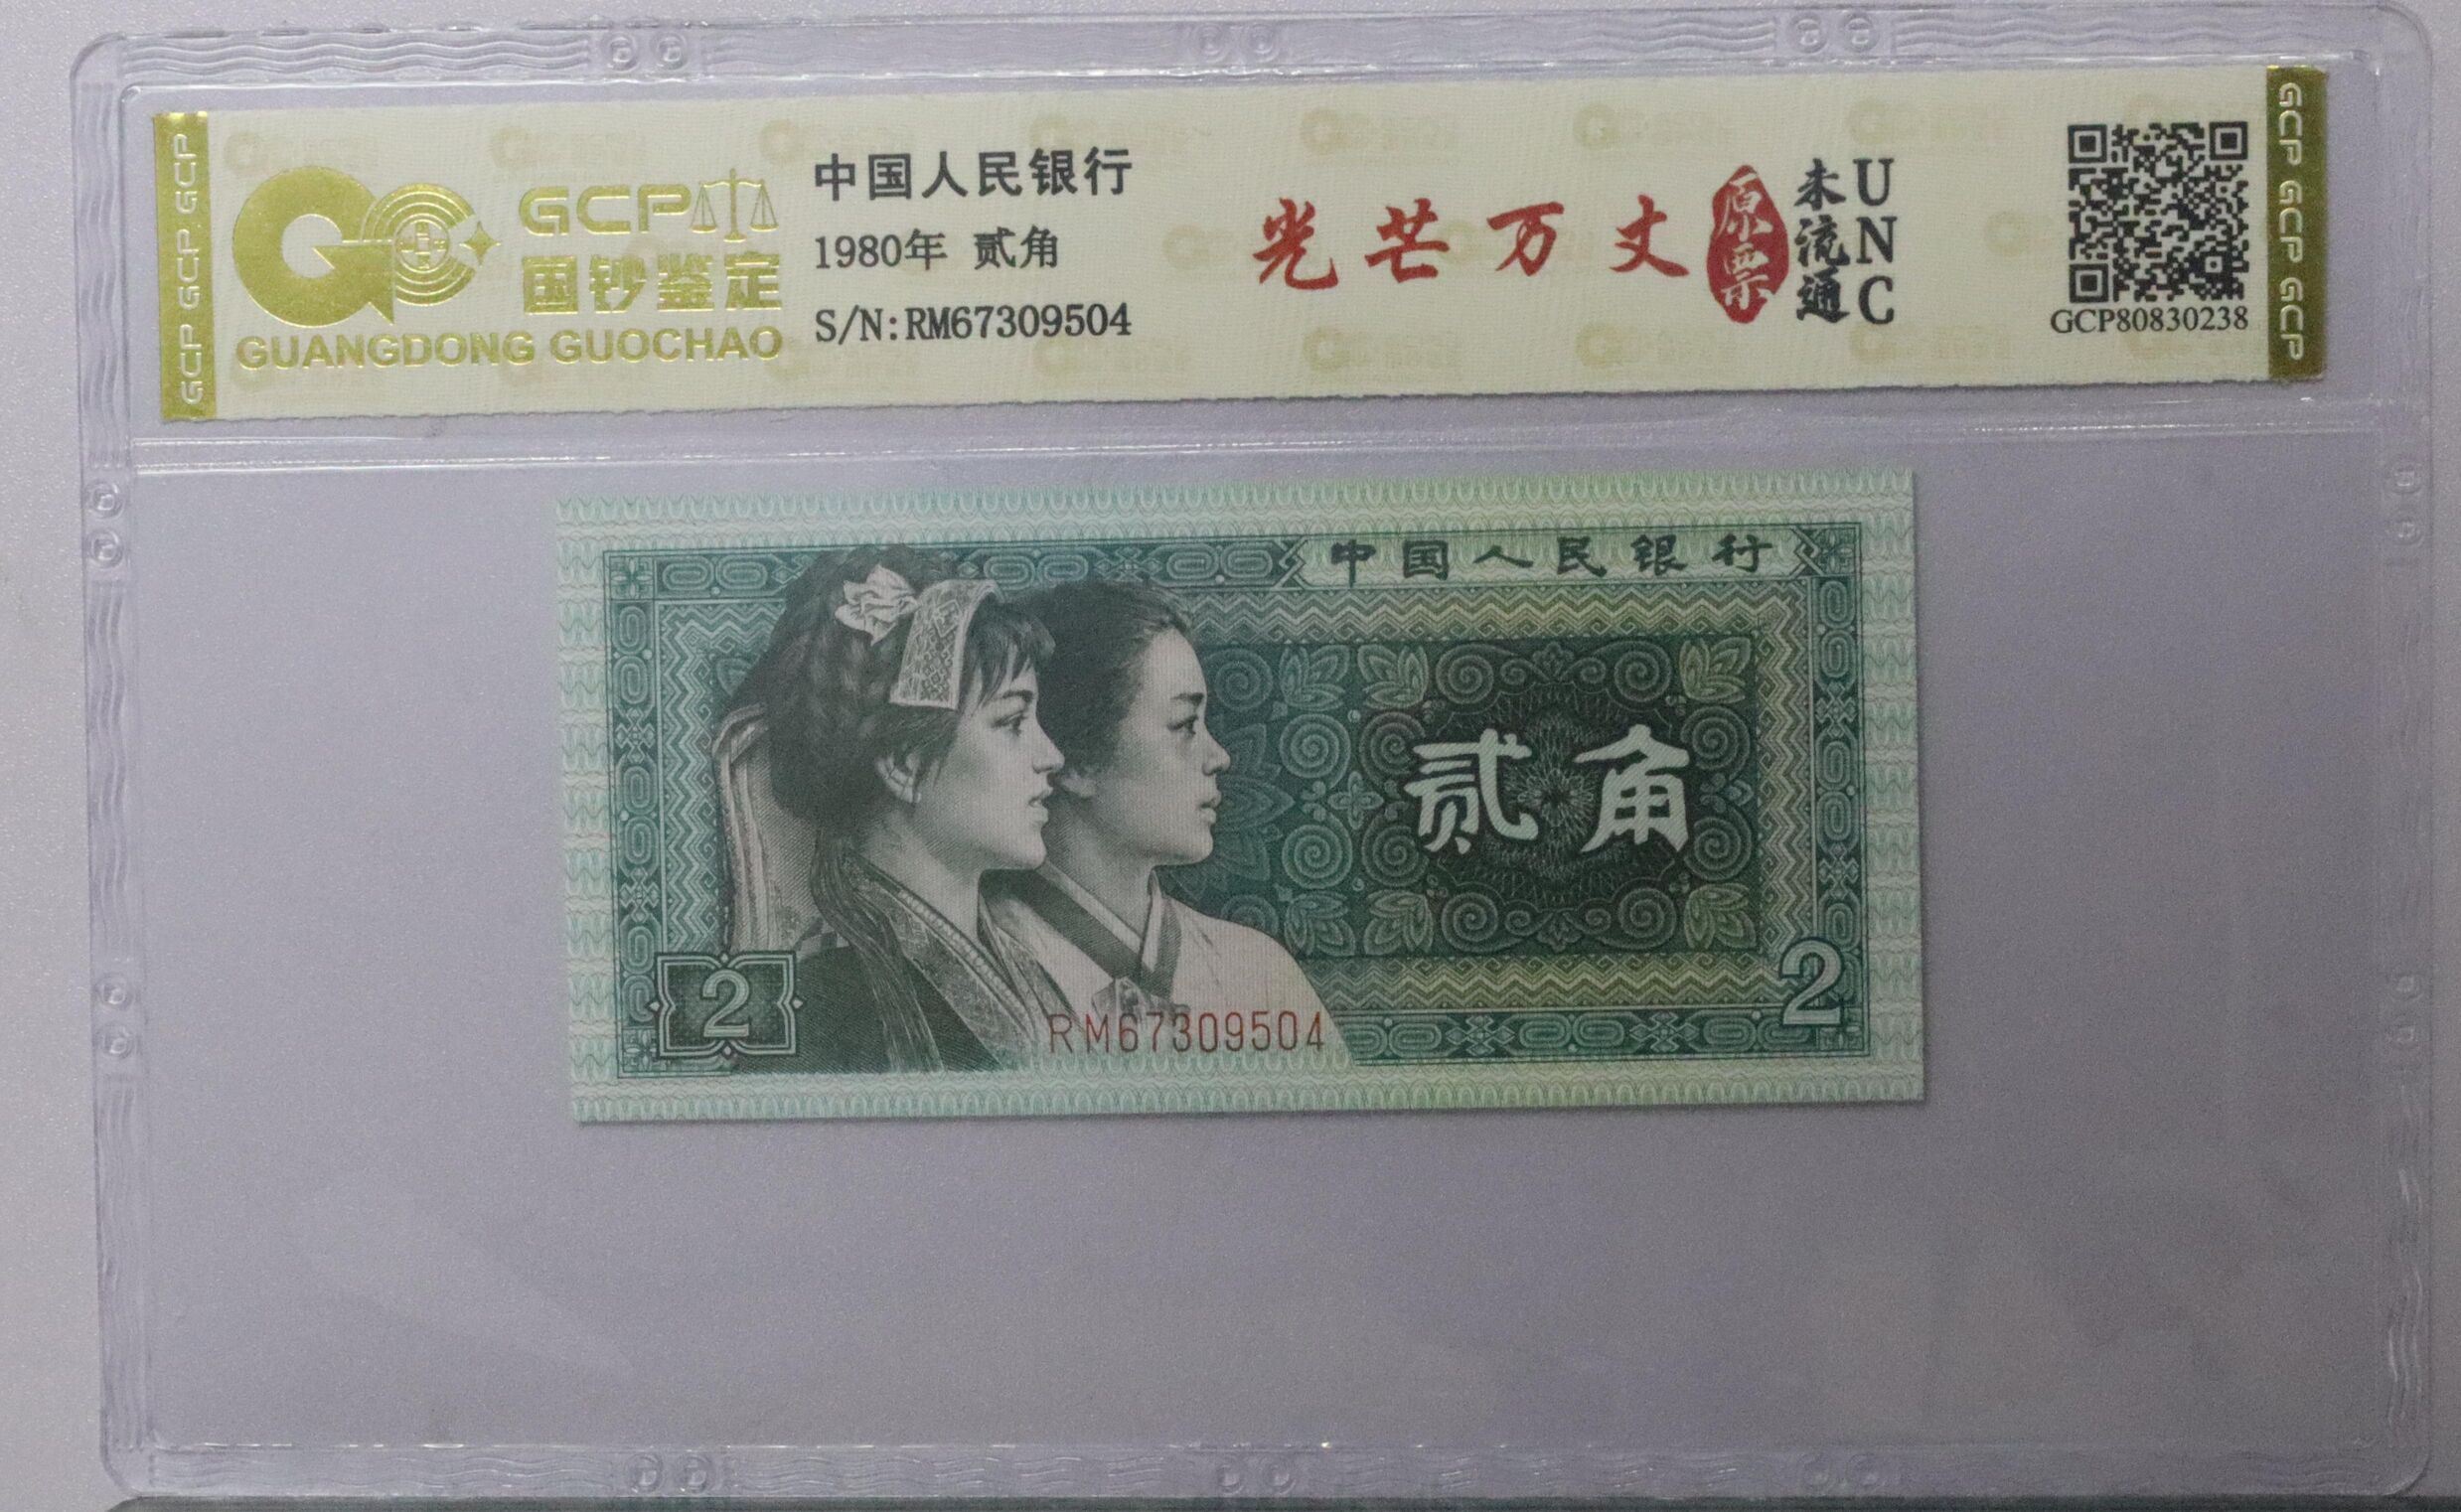 GCP GCP GCP GCP
GCP
国钞鉴定
GUANGDONG GUOCHAO
中国人民银行
1980年 贰角
S/N:RM67309504
光芒万丈
原票
未流通
UNC
GCP80830238
GCP GCP GCP
中国人民银行
贰角
2
2
RM67309504